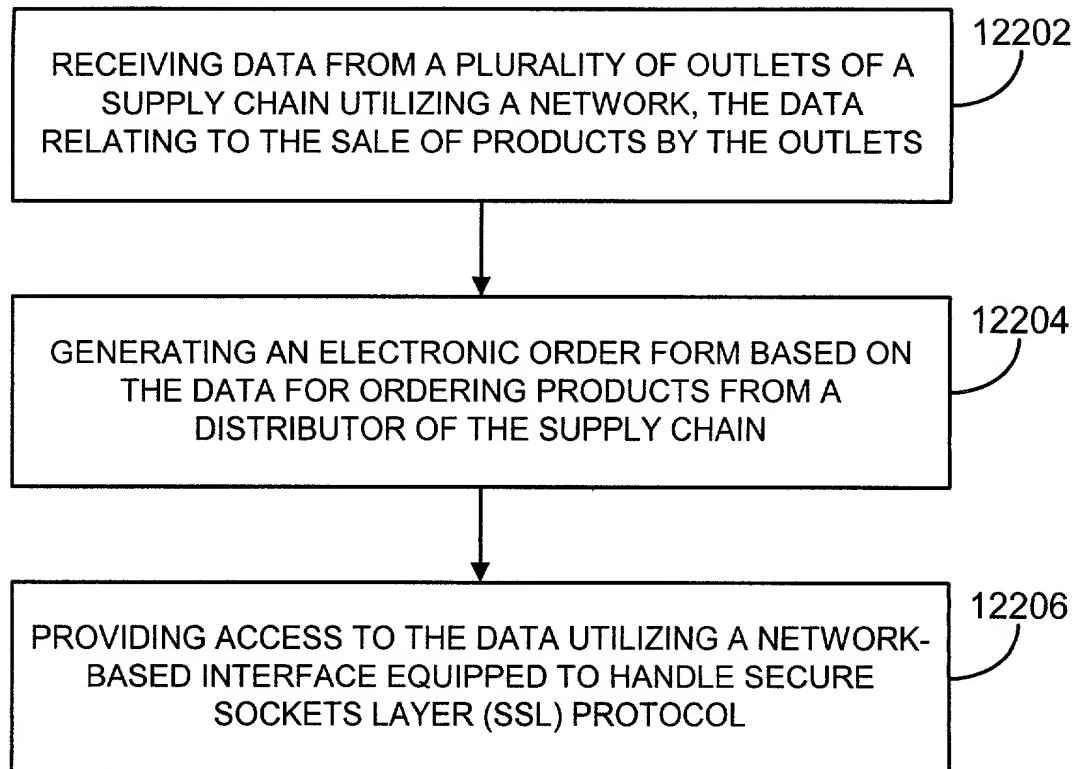 12202
RECEIVING DATA FROM A PLURALITY OF OUTLETS OF A
SUPPLY CHAIN UTILIZING A NETWORK, THE DATA
RELATING TO THE SALE OF PRODUCTS BY THE OUTLETS
12204
GENERATING AN ELECTRONIC ORDER FORM BASED ON
THE DATA FOR ORDERING PRODUCTS FROM A
DISTRIBUTOR OF THE SUPPLY CHAIN
12206
PROVIDING ACCESS TO THE DATA UTILIZING A NETWORK-
BASED INTERFACE EQUIPPED TO HANDLE SECURE
SOCKETS LAYER (SSL) PROTOCOL